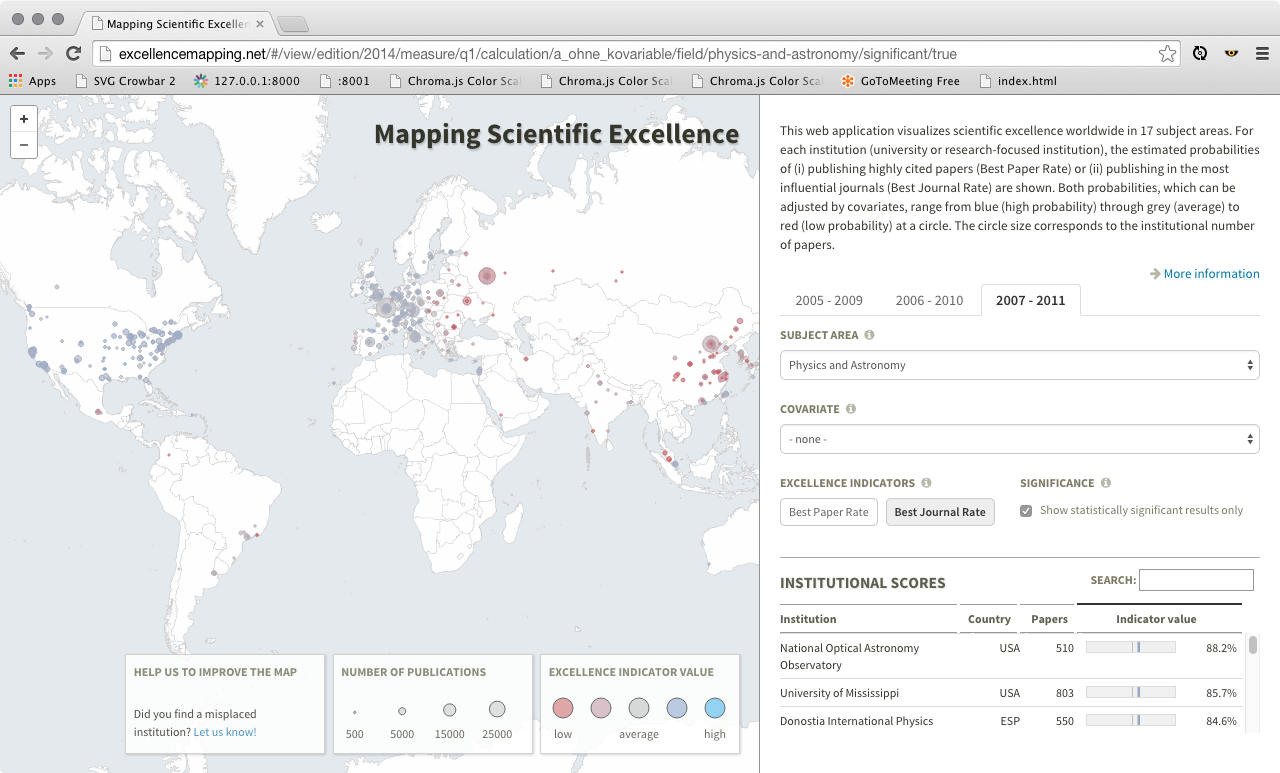 Mapping Scientific Excellen
excellencemapping.net/#/view/edition/2014/measure/q1/calculation/a_ohne_kovariable/field/physics-and-astronomy/significant/true
Apps SVG Crowbar 2 127.0.0.1:8000 :8001 Chroma.js Color Sca Chroma.js Color Sca Chroma.js Color Sca GoToMeeting Free index.html
+
−
Mapping Scientific Excellence
This web application visualizes scientific excellence worldwide in 17 subject areas. For
each institution (university or research-focused institution), the estimated probabilities
of (i) publishing highly cited papers (Best Paper Rate) or (ii) publishing in the most
influential journals (Best Journal Rate) are shown. Both probabilities, which can be
adjusted by covariates, range from blue (high probability) through grey (average) to
red (low probability) at a circle. The circle size corresponds to the institutional number
of papers.
More information
2005 - 2009 2006 - 2010 2007 - 2011
SUBJECT AREA
Physics and Astronomy
COVARIATE
- none -
EXCELLENCE INDICATORS SIGNIFICANCE
Best Paper Rate Best Journal Rate Show statistically significant results only
INSTITUTIONAL SCORES SEARCH:
Institution Country Papers Indicator value
National Optical Astronomy USA 510 88.2%
Observatory
University of Mississippi USA 803 85.7%
Donostia International Physics ESP 550 84.6%
HELP US TO IMPROVE THE MAP
Did you find a misplaced
institution? Let us know!
NUMBER OF PUBLICATIONS
500 5000 15000 25000
EXCELLENCE INDICATOR VALUE
low average high